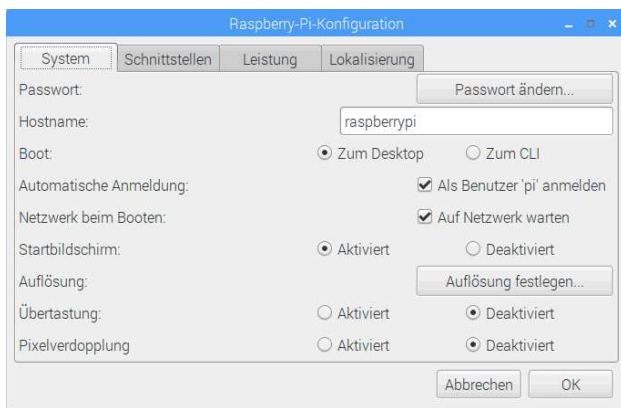 Raspberry-Pi-Konfiguration
System Schnittstellen Leistung Lokalisierung
Passwort: Passwort ändern...
Hostname: raspberrypi
Boot: Zum Desktop Zum CLI
Automatische Anmeldung: Als Benutzer 'pi' anmelden
Netzwerk beim Booten: Auf Netzwerk warten
Startbildschirm: Aktiviert Deaktiviert
Auflösung: Auflösung festlegen...
Übertastung: Aktiviert Deaktiviert
Pixelverdopplung Aktiviert Deaktiviert
Abbrechen OK